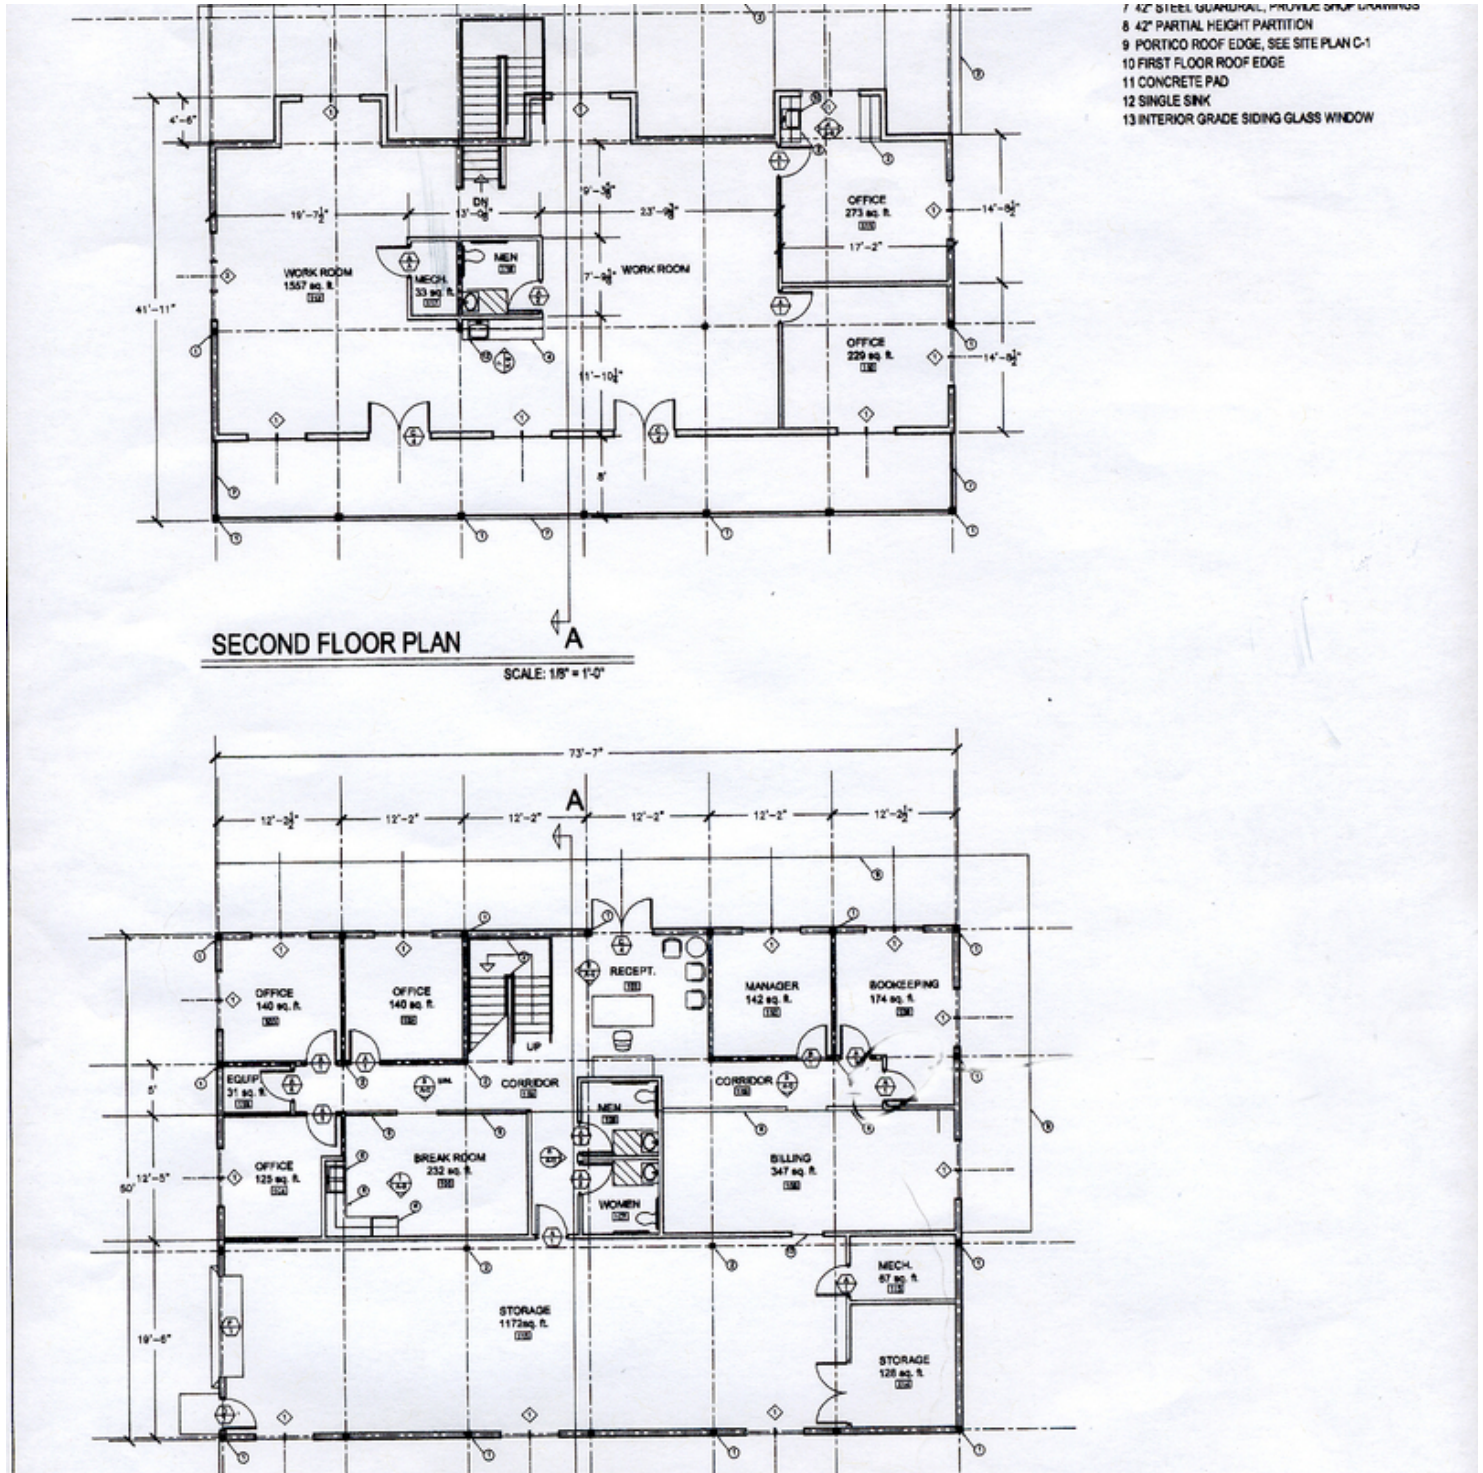 7 42" STEEL GUARDRAIL, PROVIDE SHOP DRAWINGS
8 42" PARTIAL HEIGHT PARTITION
9 PORTICO ROOF EDGE, SEE SITE PLAN C-1
10 FIRST FLOOR ROOF EDGE
11 CONCRETE PAD
12 SINGLE SINK
13 INTERIOR GRADE SIDING GLASS WINDOW
4'-6"
41'-11"
19'-7½"
DN
23'-9⅝"
WORK ROOM
1557 sq. ft.
MECH.
33 sq. ft.
MEN
WORK ROOM
OFFICE
273 sq. ft.
17'-2"
14'-8½"
OFFICE
229 sq. ft.
14'-8½"
8'
SECOND FLOOR PLAN
SCALE: 1/8" = 1'-0"
A
73'-7"
A
12'-2½"
12'-2"
12'-2"
12'-2"
12'-2"
12'-2½"
OFFICE
140 sq. ft.
OFFICE
140 sq. ft.
UP
RECEPT.
MANAGER
142 sq. ft.
BOOKEEPING
174 sq. ft.
EQUIP.
31 sq. ft.
5'
CORRIDOR
CORRIDOR
MEN
OFFICE
125 sq. ft.
BREAK ROOM
232 sq. ft.
WOMEN
BILLING
347 sq. ft.
50'
12'-5"
19'-6"
STORAGE
1172sq. ft.
MECH.
67 sq. ft.
STORAGE
128 sq. ft.